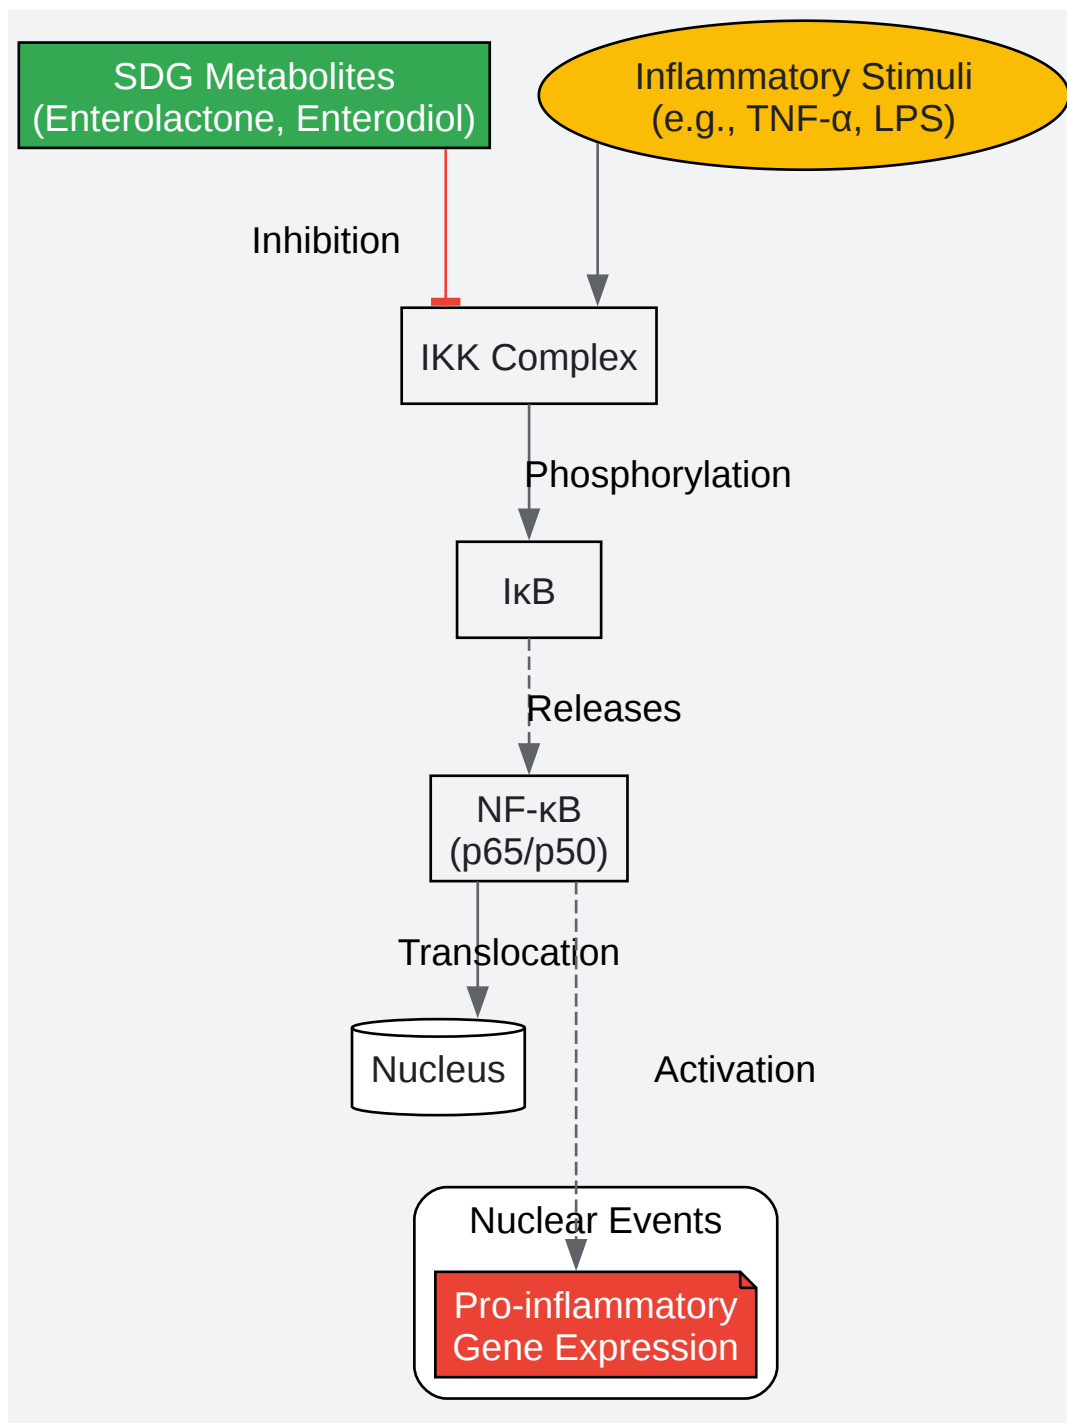 SDG Metabolites
(Enterolactone, Enterodiol)
Inflammatory Stimuli
(e.g., TNF-α, LPS)
Inhibition
IKK Complex
Phosphorylation
IκB
Releases
NF-κB
(p65/p50)
Translocation
Nucleus
Activation
Nuclear Events
Pro-inflammatory
Gene Expression